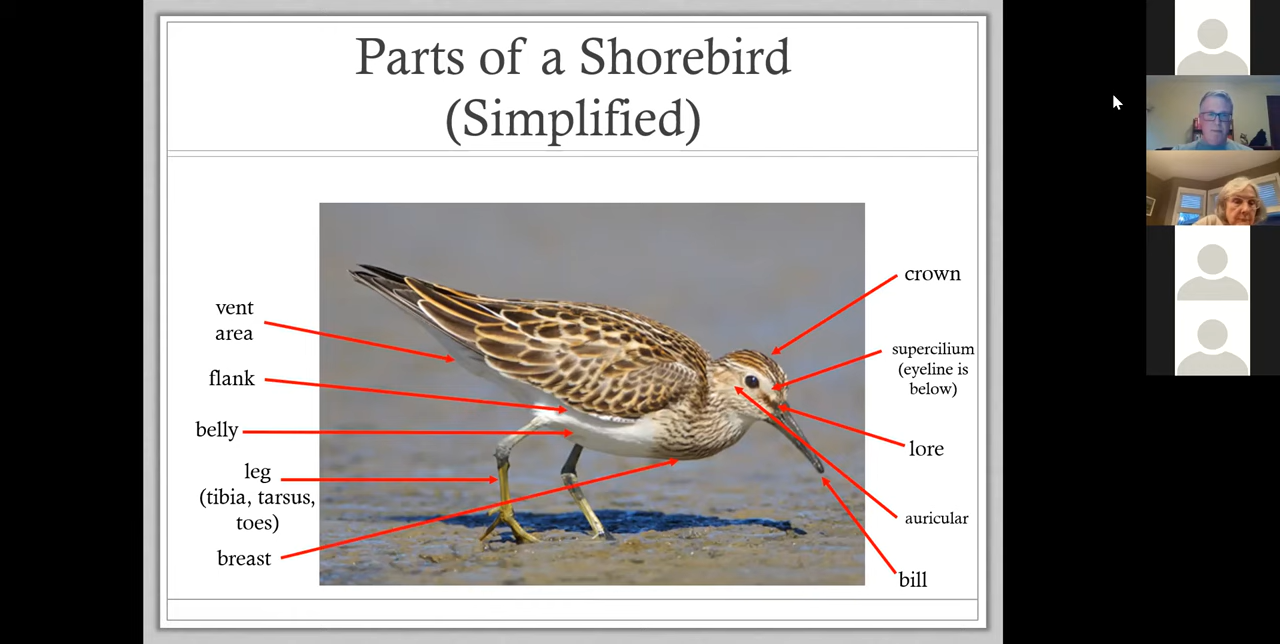 Parts of a Shorebird
(Simplified)
vent
area
flank
belly
leg
(tibia, tarsus,
toes)
breast
crown
supercilium
(eyeline is
below)
lore
auricular
bill